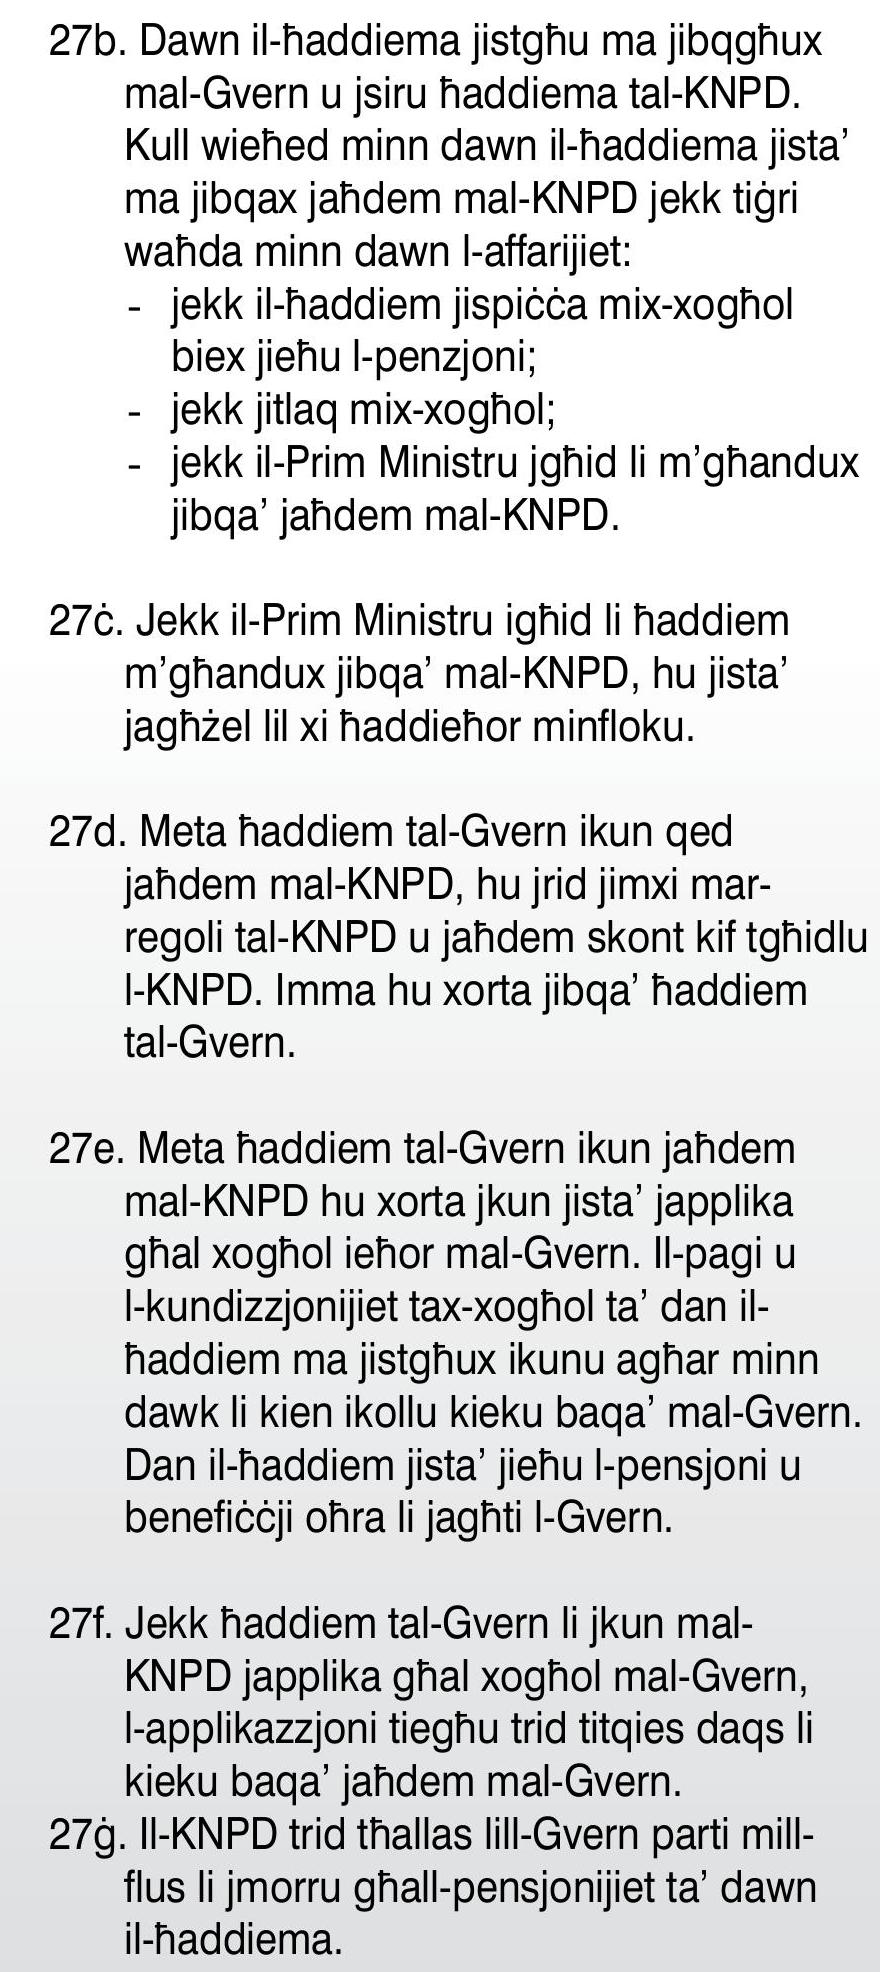 27b. Dawn il-ħaddiema jistgħu ma jibqgħux
mal-Gvern u jsiru ħaddiema tal-KNPD.
Kull wieħed minn dawn il-ħaddiema jista’
ma jibqax jaħdem mal-KNPD jekk tiġri
waħda minn dawn l-affarijiet:
- jekk il-ħaddiem jispiċċa mix-xogħol
biex jieħu l-penzjoni;
- jekk jitlaq mix-xogħol;
- jekk il-Prim Ministru jgħid li m’għandux
jibqa’ jaħdem mal-KNPD.
27ċ. Jekk il-Prim Ministru igħid li ħaddiem
m’għandux jibqa’ mal-KNPD, hu jista’
jagħżel lil xi ħaddieħor minfloku.
27d. Meta ħaddiem tal-Gvern ikun qed
jaħdem mal-KNPD, hu jrid jimxi mar-
regoli tal-KNPD u jaħdem skont kif tgħidlu
l-KNPD. Imma hu xorta jibqa’ ħaddiem
tal-Gvern.
27e. Meta ħaddiem tal-Gvern ikun jaħdem
mal-KNPD hu xorta jkun jista’ japplika
għal xogħol ieħor mal-Gvern. Il-pagi u
l-kundizzjonijiet tax-xogħol ta’ dan il-
ħaddiem ma jistgħux ikunu agħar minn
dawk li kien ikollu kieku baqa’ mal-Gvern.
Dan il-ħaddiem jista’ jieħu l-pensjoni u
benefiċċji oħra li jagħti l-Gvern.
27f. Jekk ħaddiem tal-Gvern li jkun mal-
KNPD japplika għal xogħol mal-Gvern,
l-applikazzjoni tiegħu trid titqies daqs li
kieku baqa’ jaħdem mal-Gvern.
27ġ. Il-KNPD trid tħallas lill-Gvern parti mill-
flus li jmorru għall-pensjonijiet ta’ dawn
il-ħaddiema.